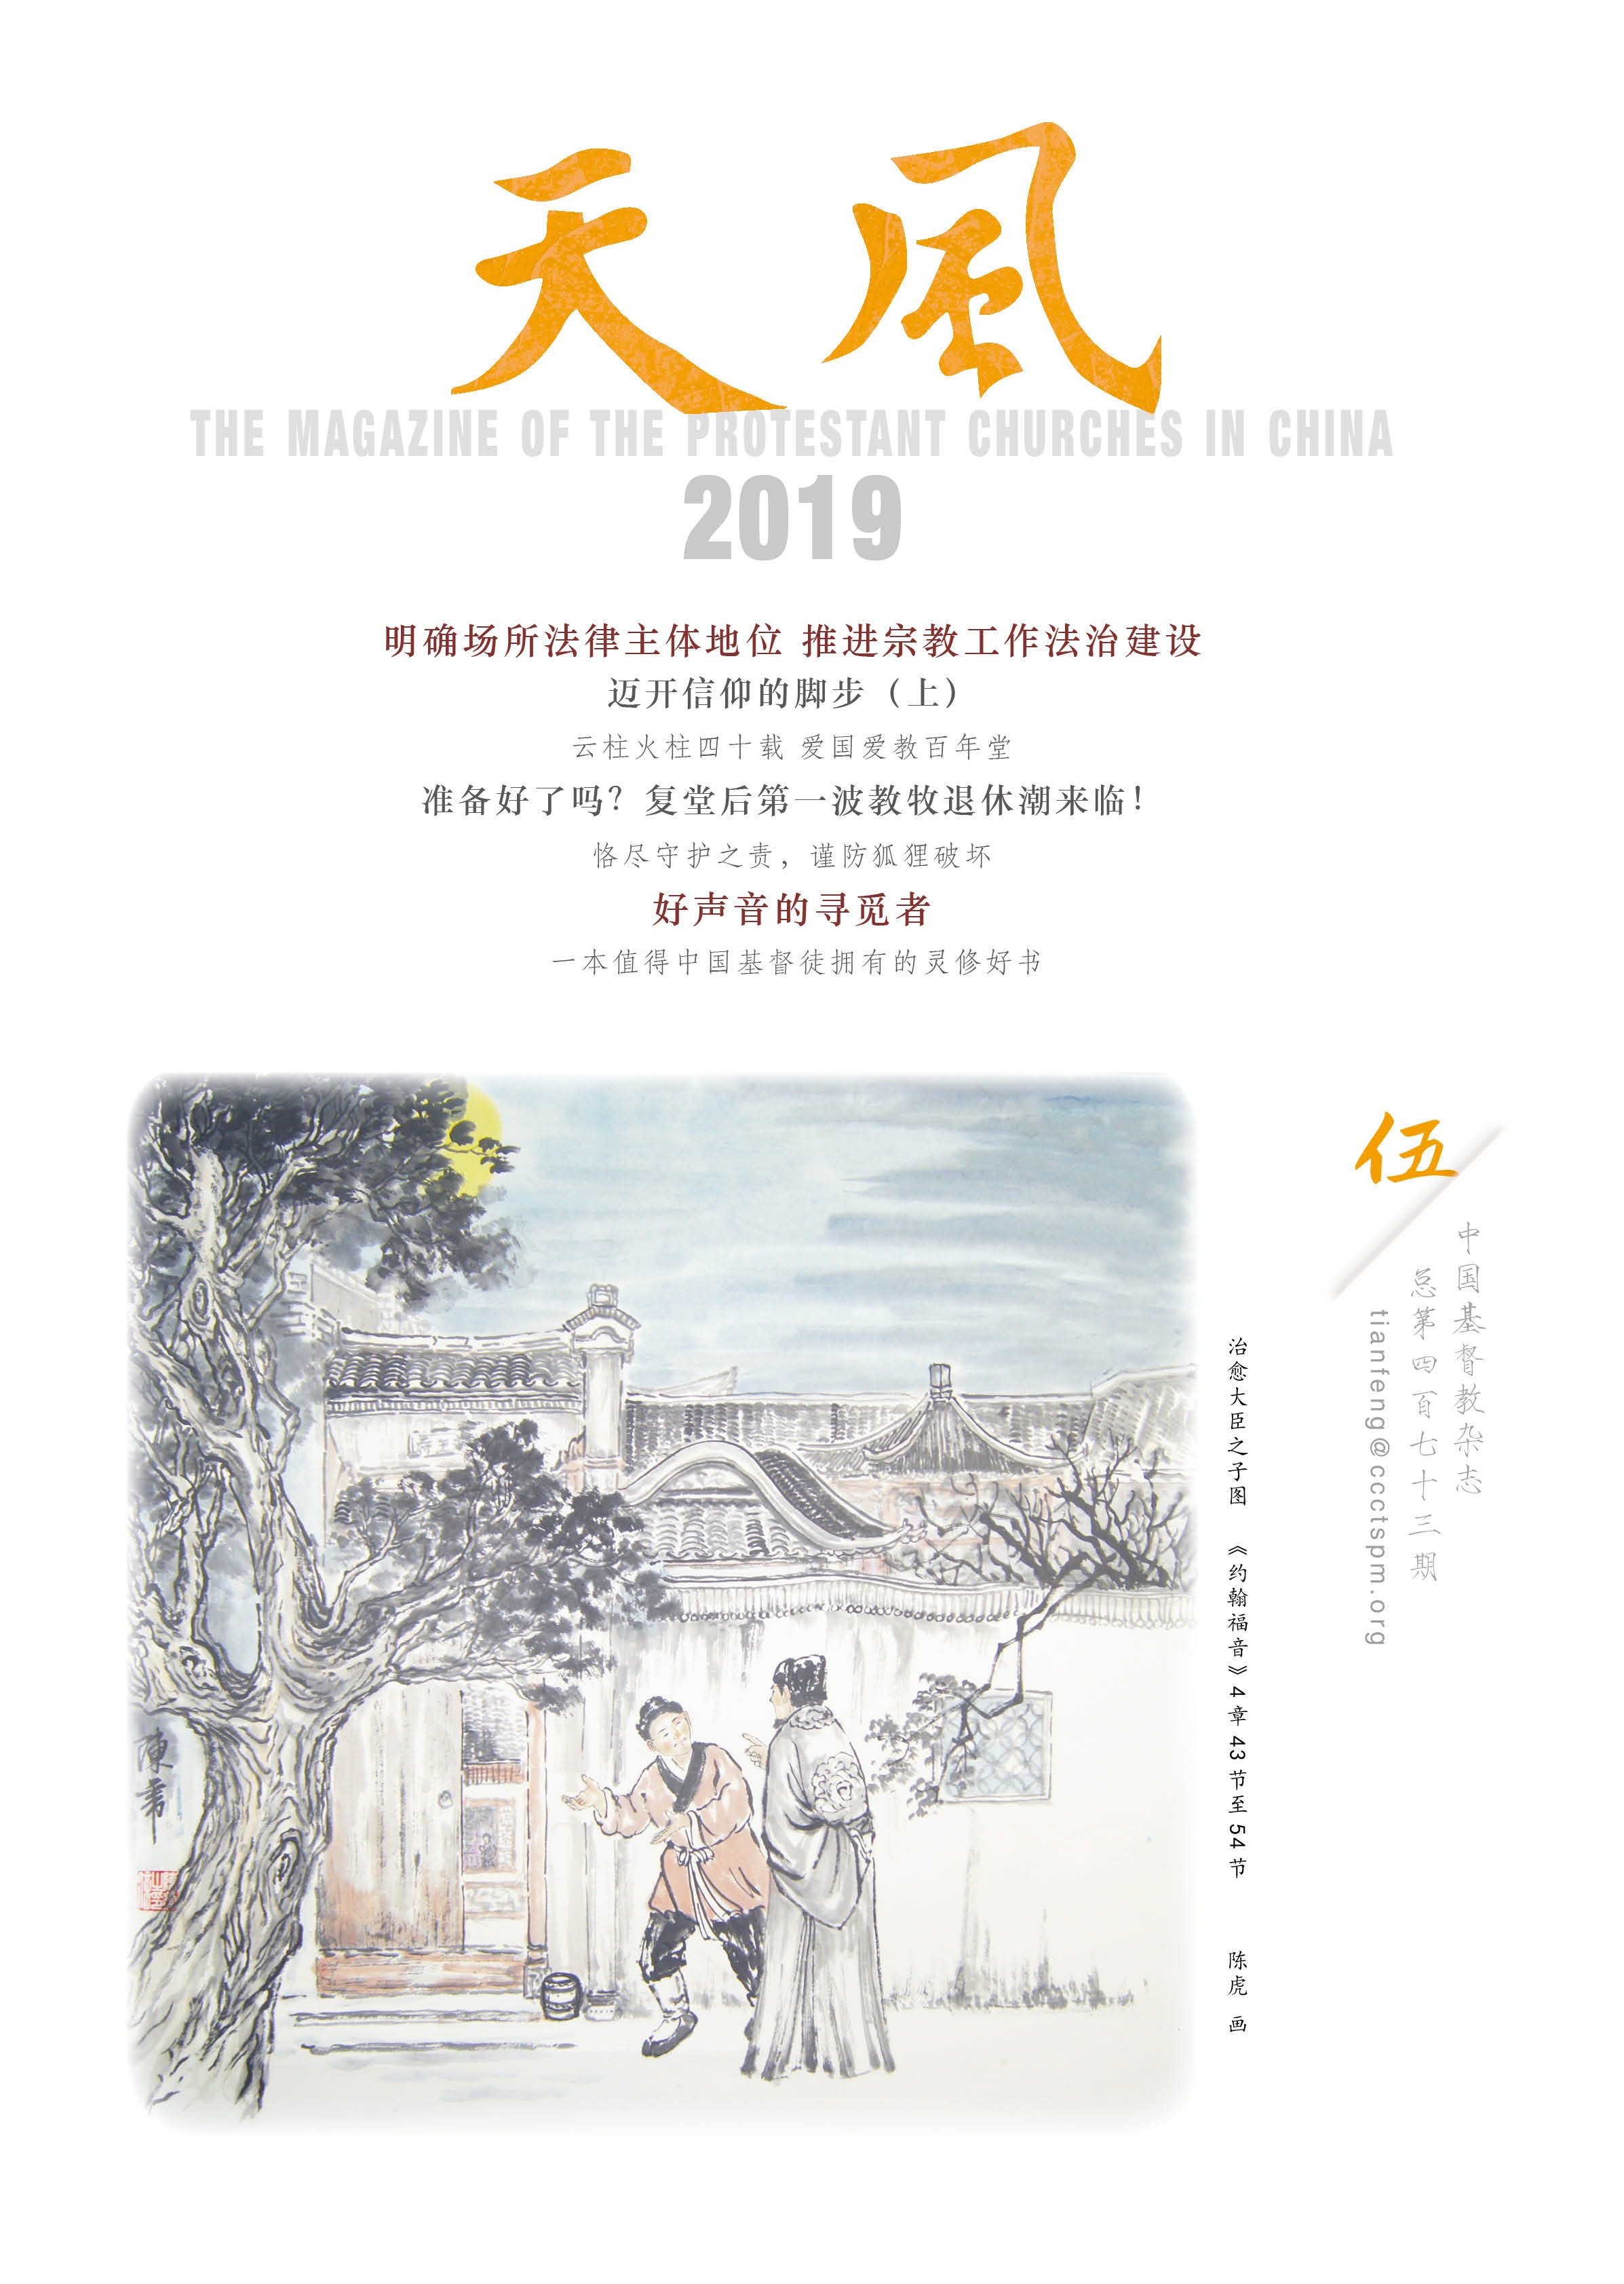 天風
THE MAGAZINE OF THE PROTESTANT CHURCHES IN CHINA
2019
明确场所法律主体地位 推进宗教工作法治建设
迈开信仰的脚步（上）
云柱火柱四十载 爱国爱教百年堂
准备好了吗？复堂后第一波教牧退休潮来临！
恪尽守护之责，谨防狐狸破坏
好声音的寻觅者
一本值得中国基督徒拥有的灵修好书
伍
中国基督教杂志
总第四百七十三期
tianfeng@ccctspm.org
治愈大臣之子图 《约翰福音》4章43节至54节 陈虎 画